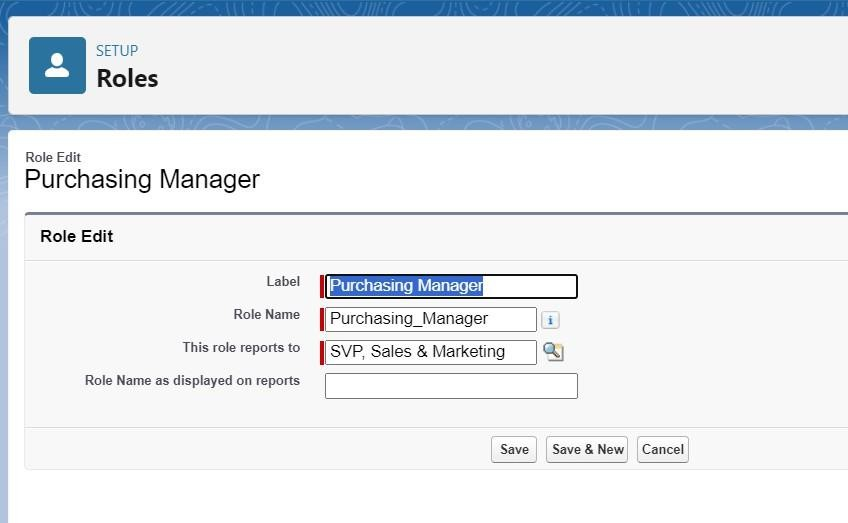 SETUP
Roles
Role Edit
Purchasing Manager
Role Edit
Label Purchasing Manager
Role Name Purchasing_Manager i
This role reports to SVP, Sales & Marketing
Role Name as displayed on reports
Save Save & New Cancel